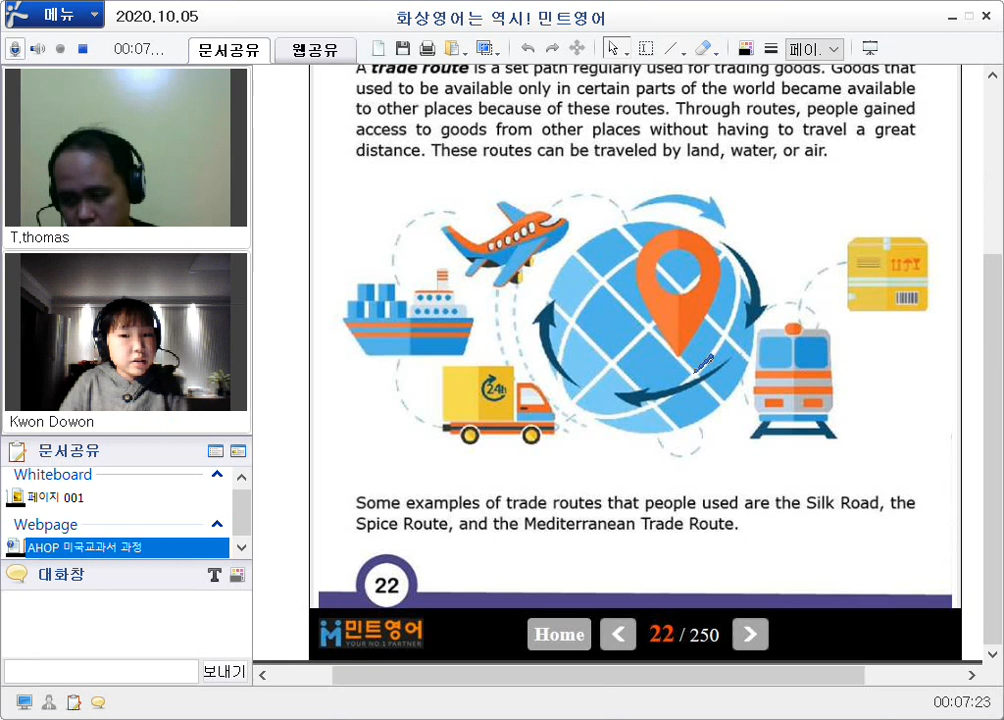 메뉴
2020.10.05
화상영어는 역시! 민트영어
00:07...
문서공유
웹공유
페이.
T,thomas
Kwon Dowon
문서공유
Whiteboard
페이지 001
Webpage
AHOP 미국교과서 과정
대화창
보내기
A trade route is a set path regularly used for trading goods. Goods that
used to be available only in certain parts of the world became available
to other places because of these routes. Through routes, people gained
access to goods from other places without having to travel a great
distance. These routes can be traveled by land, water, or air.
24h
Some examples of trade routes that people used are the Silk Road, the
Spice Route, and the Mediterranean Trade Route.
22
민트영어
YOUR NO.1 PARTNER
Home
22 / 250
00:07:23